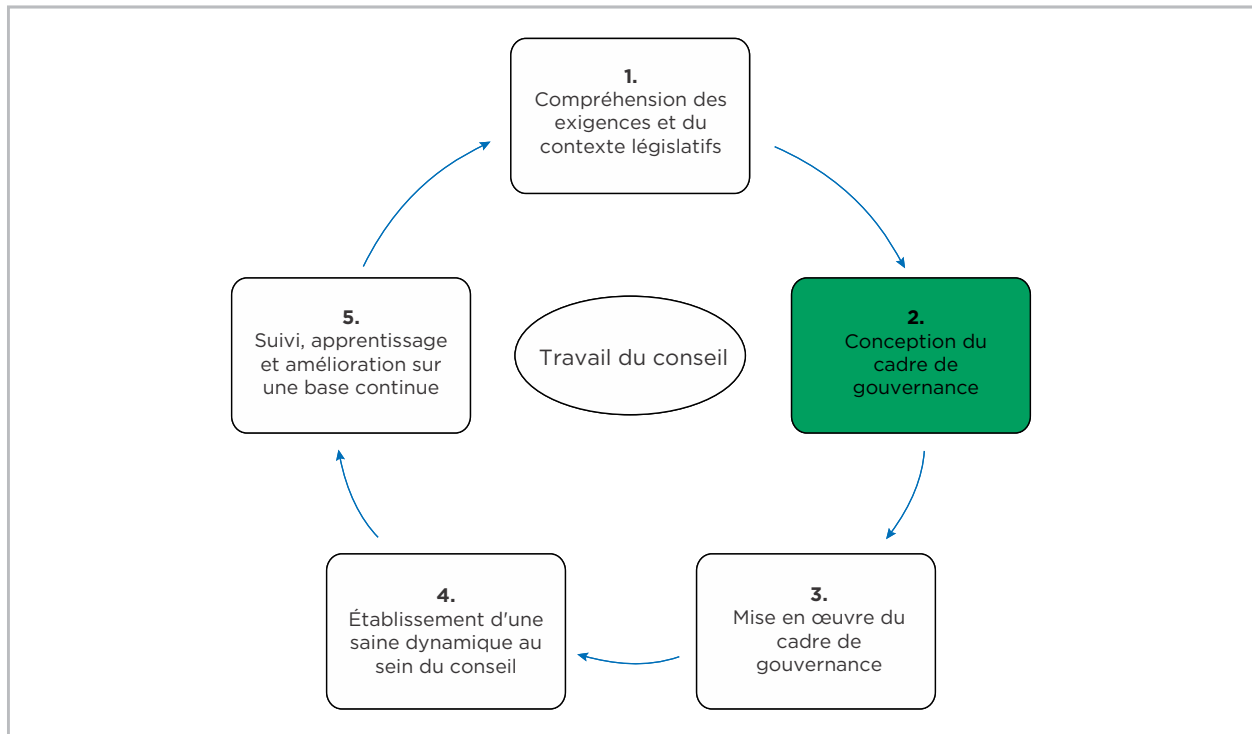 1.
Compréhension des
exigences et du
contexte législatifs
2.
Conception du
cadre de
gouvernance
3.
Mise en œuvre du
cadre de
gouvernance
4.
Établissement d'une
saine dynamique au
sein du conseil
5.
Suivi, apprentissage
et amélioration sur
une base continue
Travail du conseil